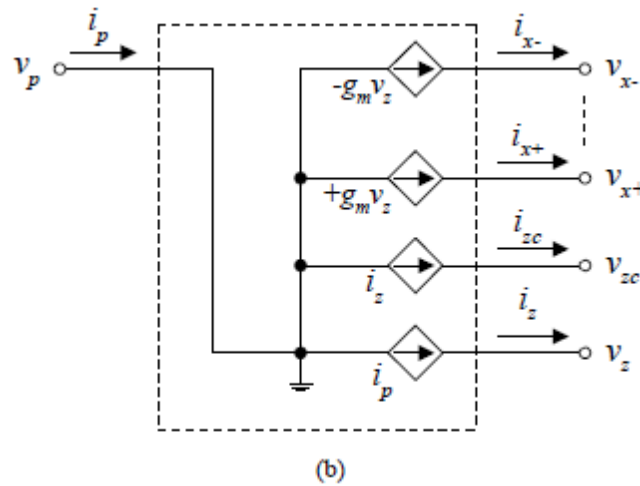 i_p
v_p
i_x-
-g_m v_z
v_x-
i_x+
+g_m v_z
v_x+
i_zc
i_z
v_zc
i_z
i_p
v_z
(b)